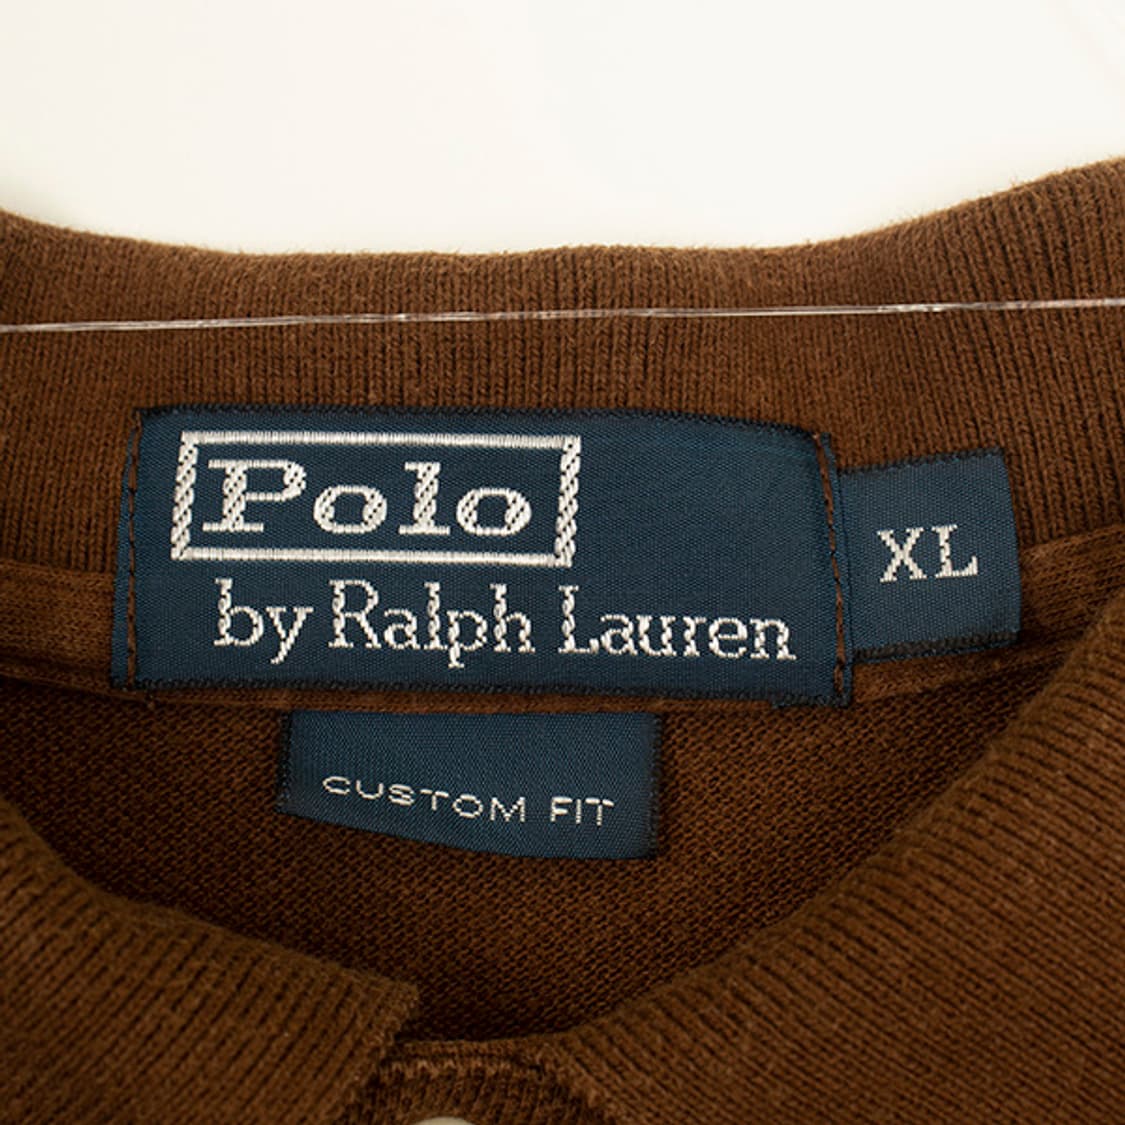 Polo
by Ralph Lauren
XL
CUSTOM FIT